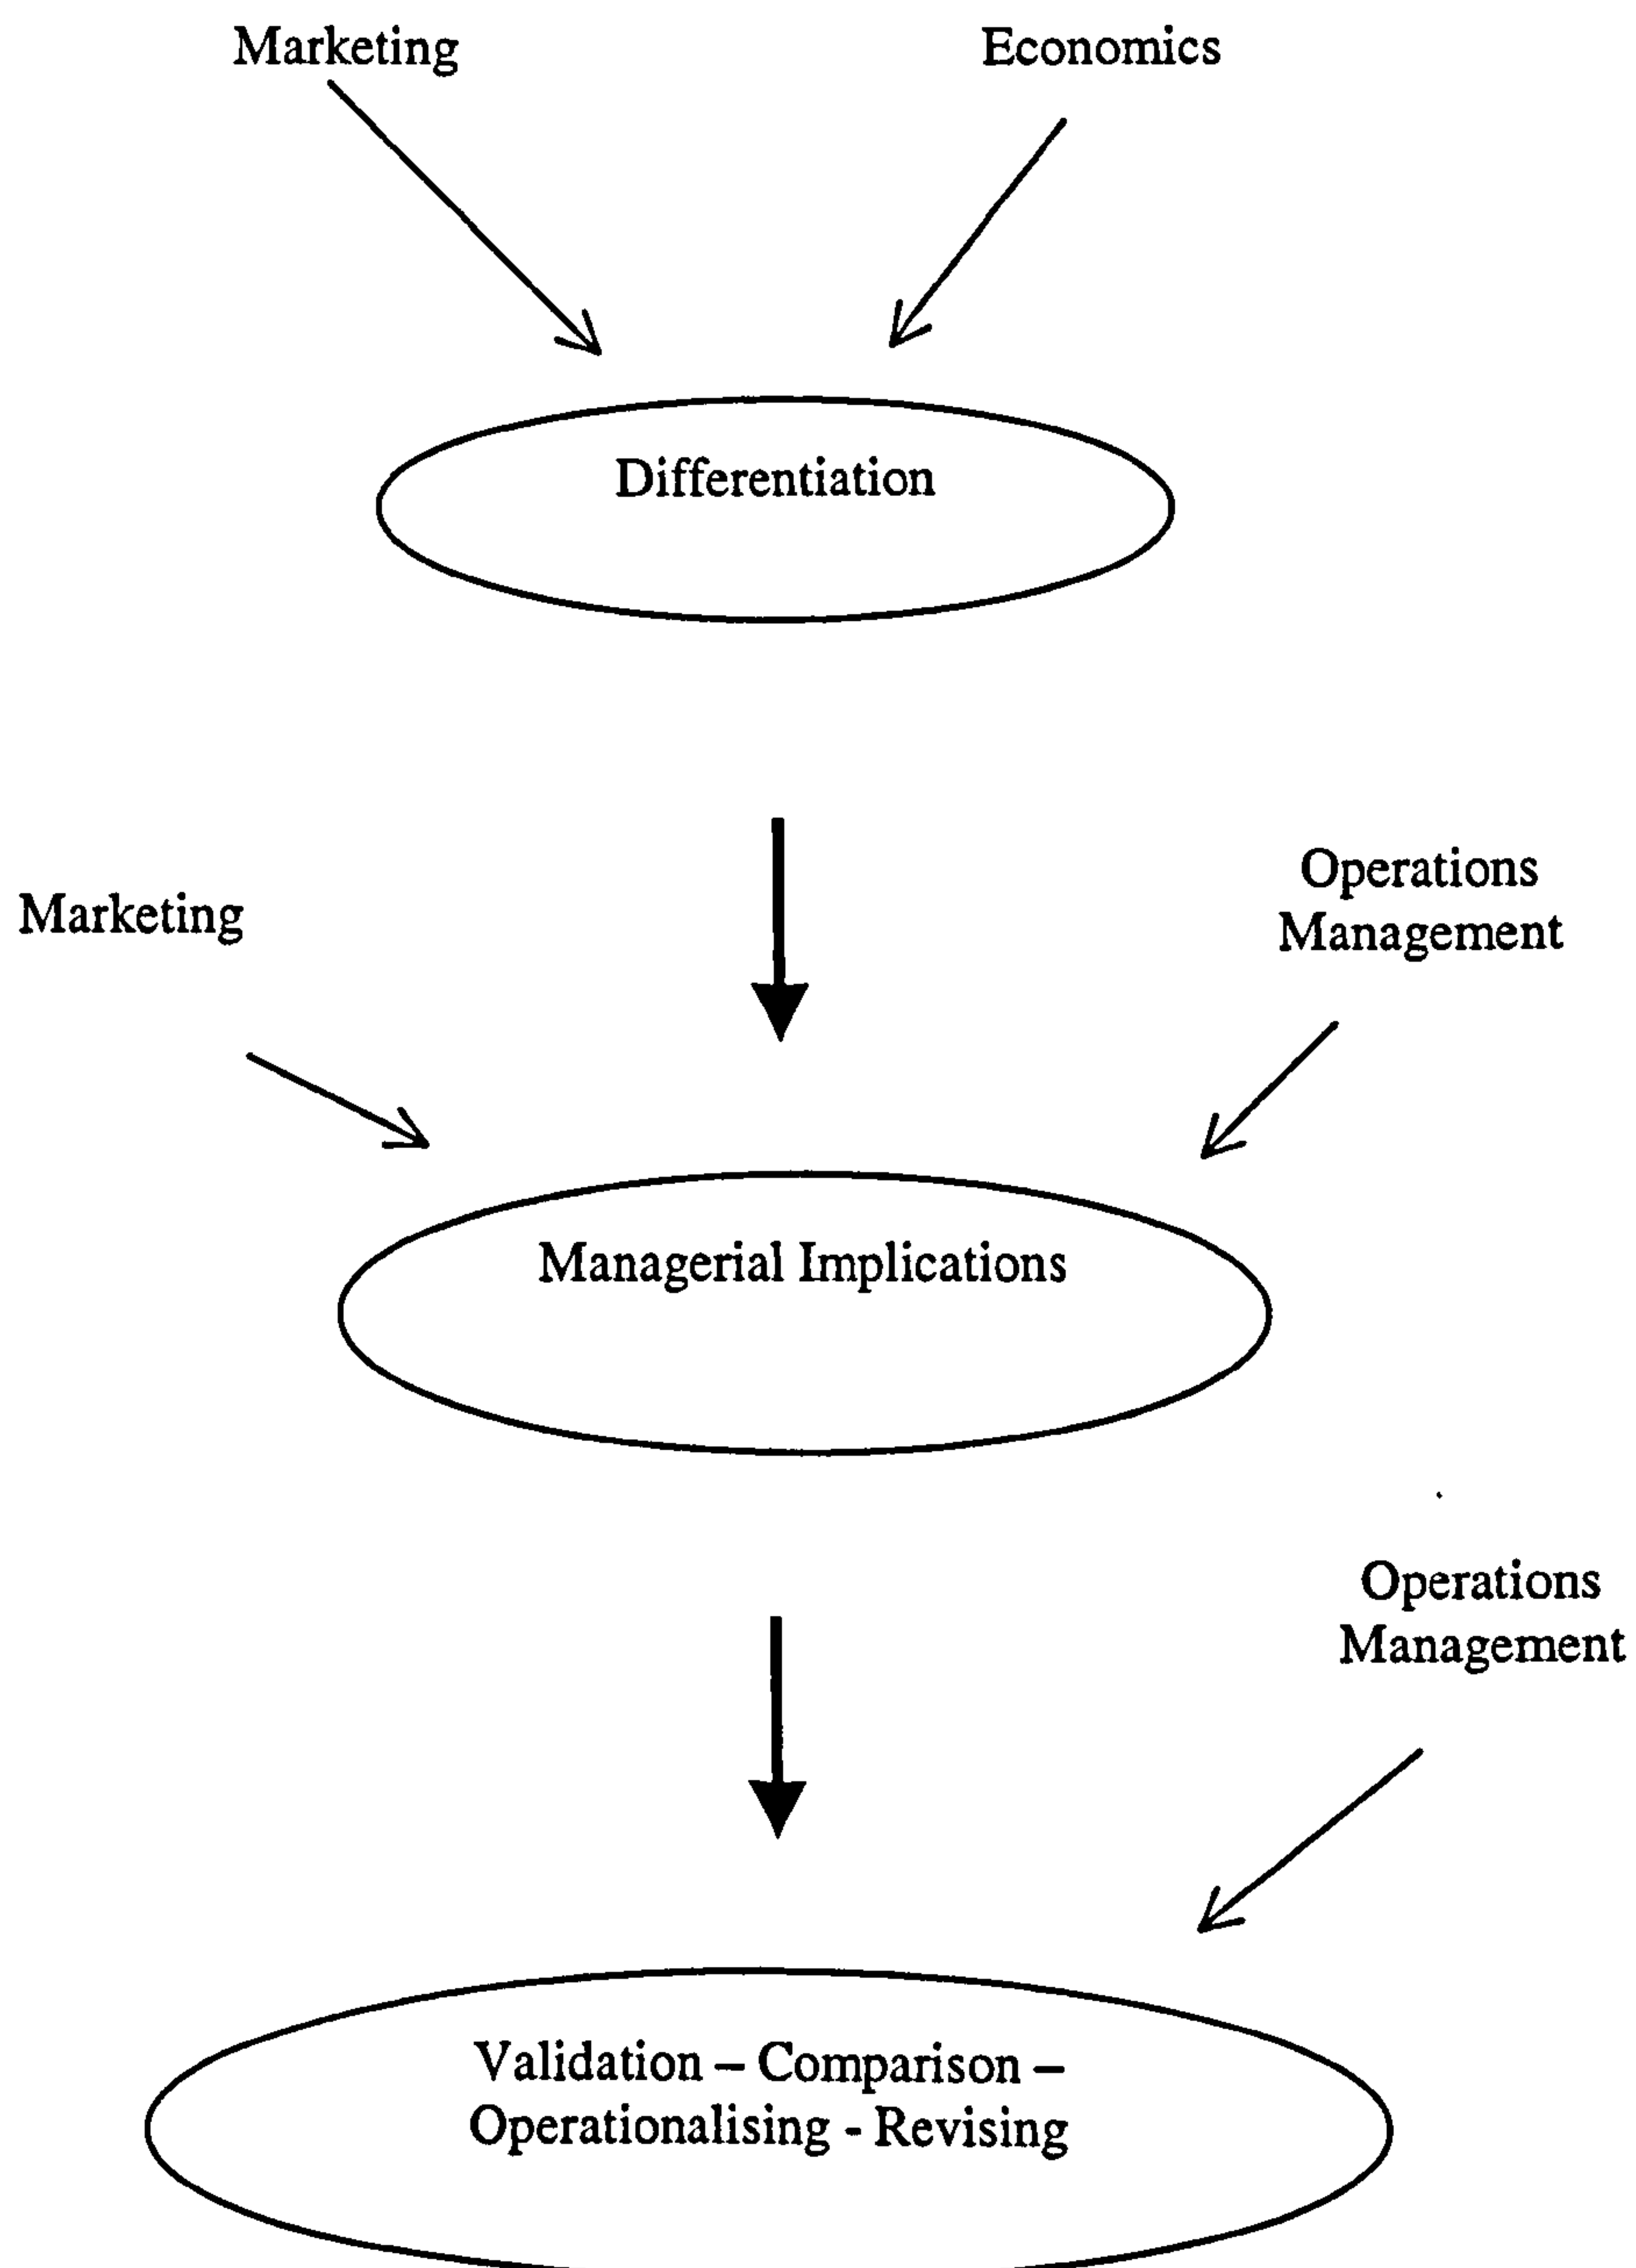 Marketing
Economics
Differentiation
Marketing
Operations
Management
Managerial Implications
Operations
Management
Validation – Comparison –
Operationalising - Revising